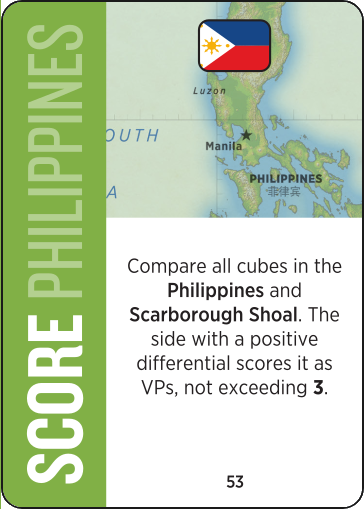 SCORE PHILIPPINES
Luzon
OUTH
Manila
PHILIPPINES
菲律宾
A
Compare all cubes in the
Philippines and
Scarborough Shoal. The
side with a positive
differential scores it as
VPs, not exceeding 3.
53